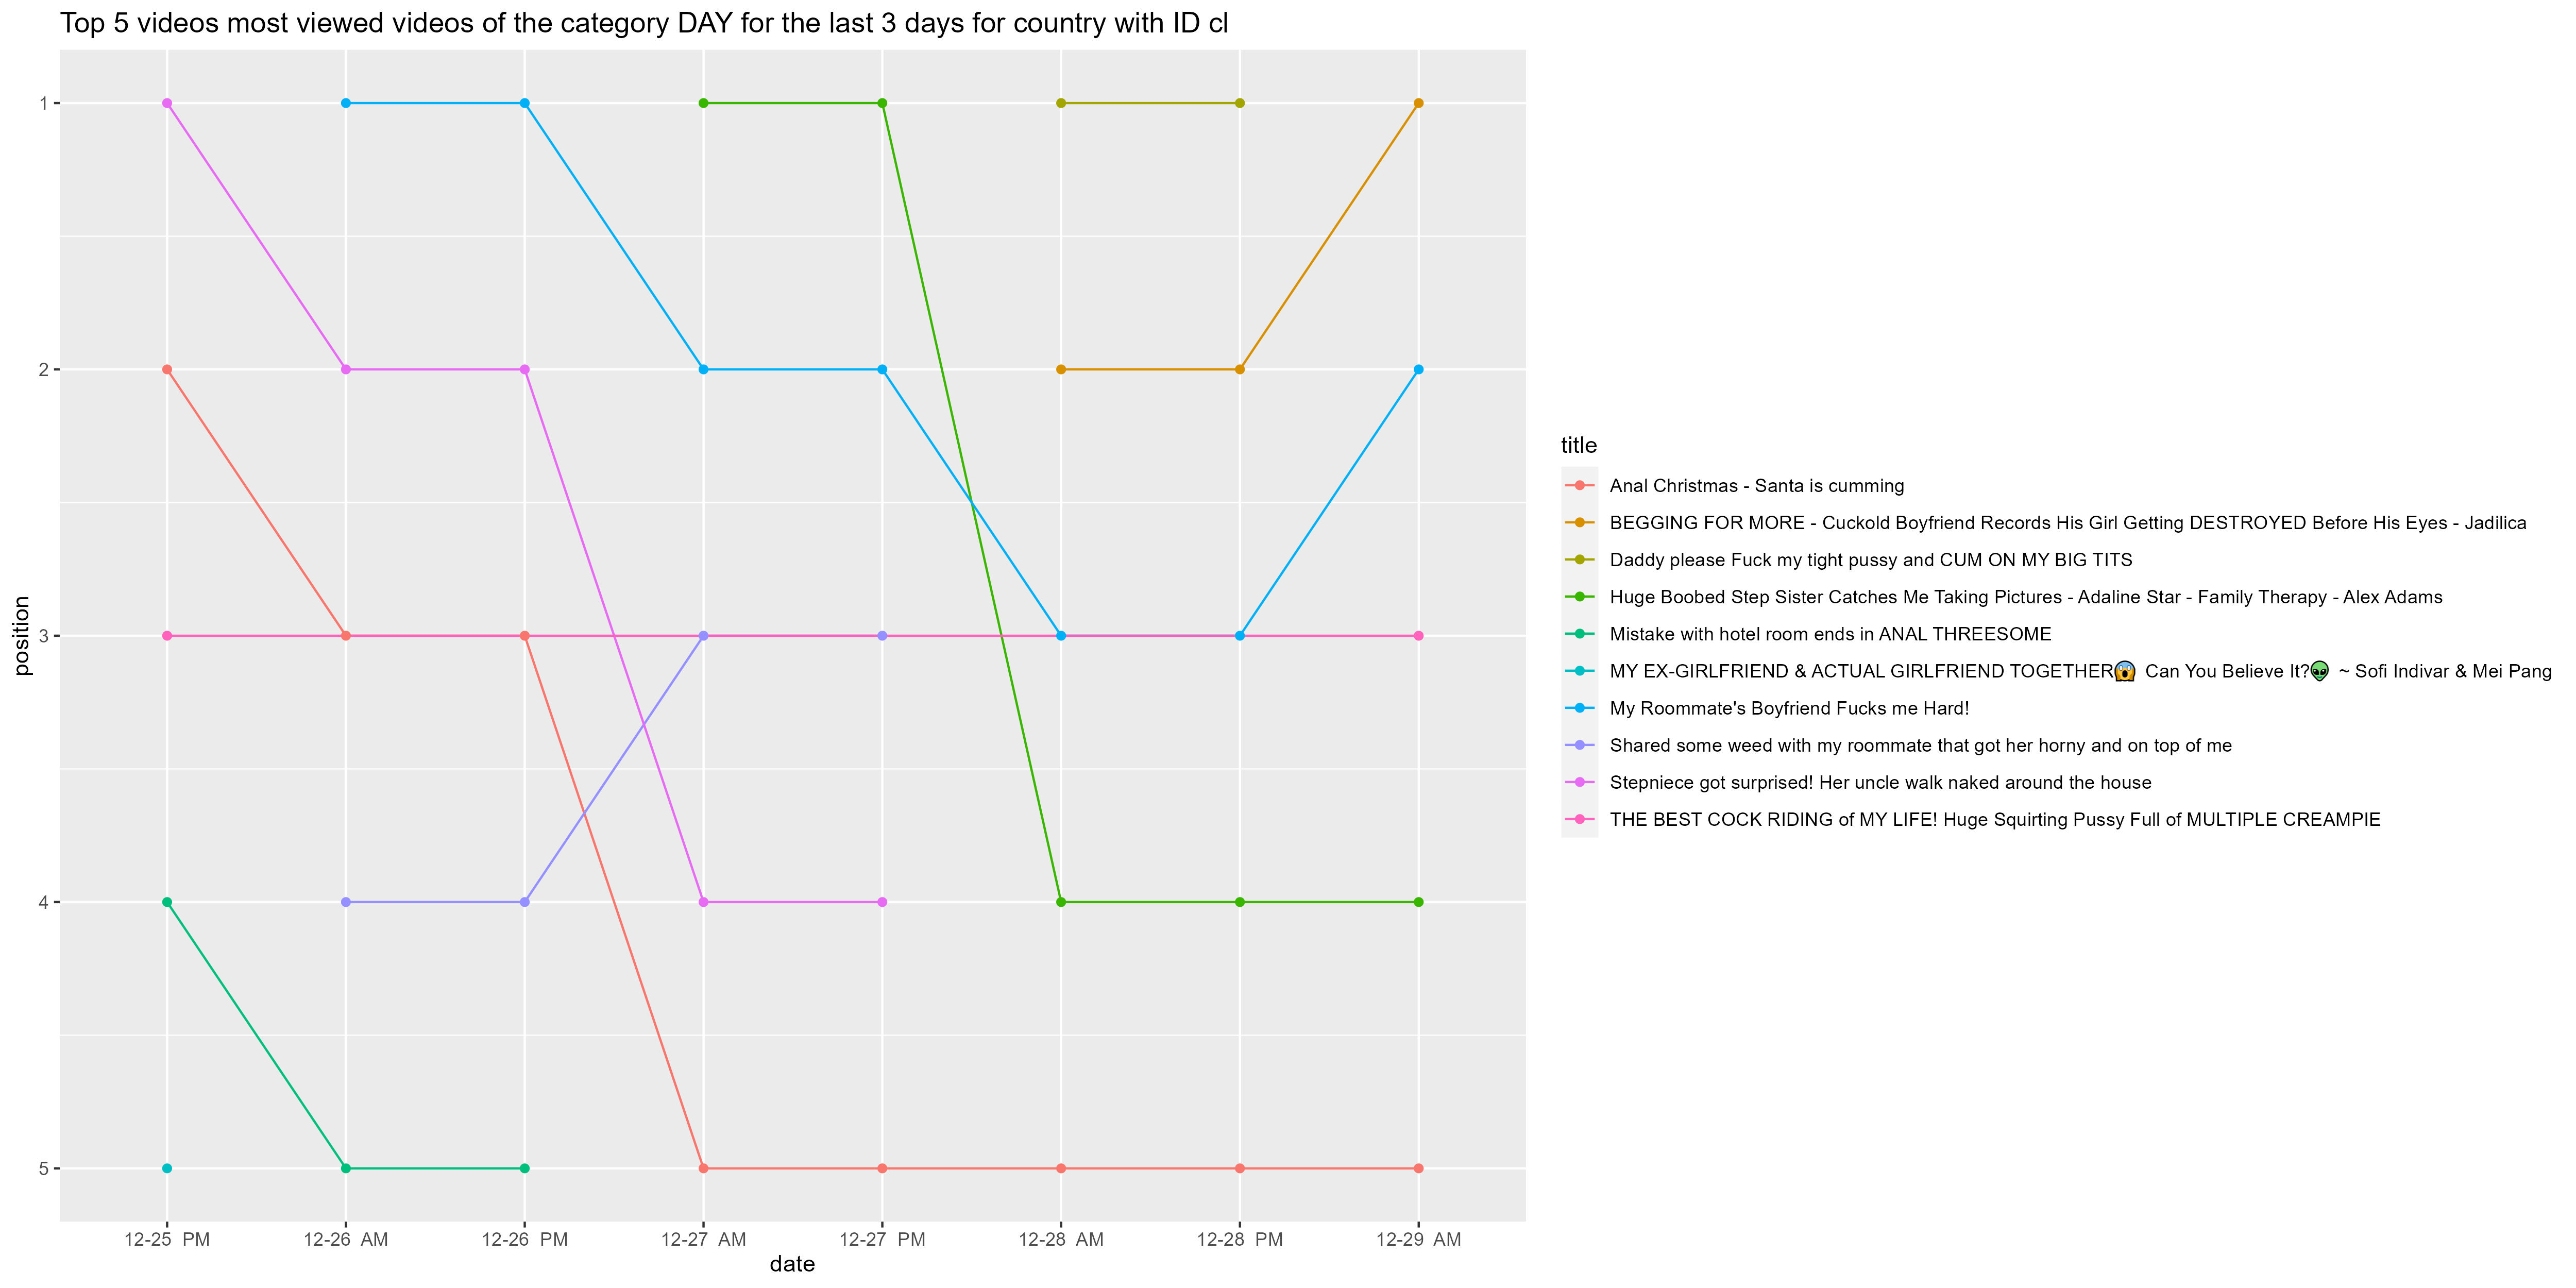 Top 5 videos most viewed videos of the category DAY for the last 3 days for country with ID cl
position
1
2
3
4
5
12-25 PM
12-26 AM
12-26 PM
12-27 AM
12-27 PM
12-28 AM
12-28 PM
12-29 AM
date
title
Anal Christmas - Santa is cumming
BEGGING FOR MORE - Cuckold Boyfriend Records His Girl Getting DESTROYED Before His Eyes - Jadilica
Daddy please Fuck my tight pussy and CUM ON MY BIG TITS
Huge Boobed Step Sister Catches Me Taking Pictures - Adaline Star - Family Therapy - Alex Adams
Mistake with hotel room ends in ANAL THREESOME
MY EX-GIRLFRIEND & ACTUAL GIRLFRIEND TOGETHER😱 Can You Believe It?👽 ~ Sofi Indivar & Mei Pang
My Roommate's Boyfriend Fucks me Hard!
Shared some weed with my roommate that got her horny and on top of me
Stepniece got surprised! Her uncle walk naked around the house
THE BEST COCK RIDING of MY LIFE! Huge Squirting Pussy Full of MULTIPLE CREAMPIE